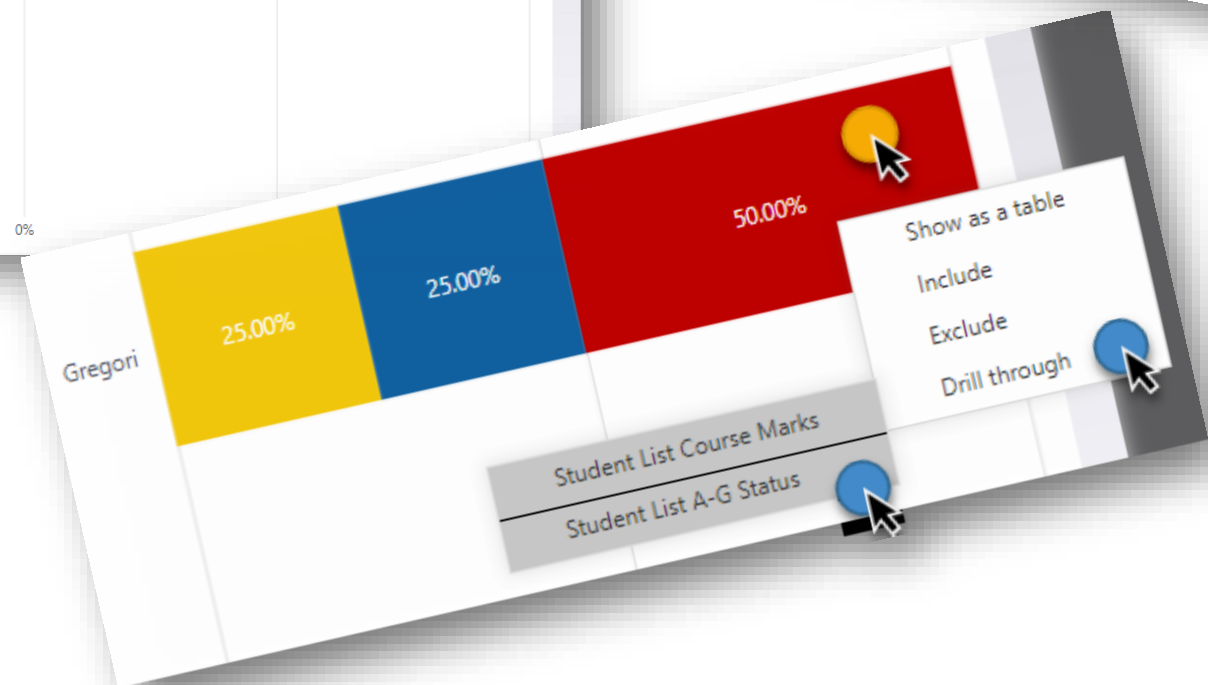 0%
Gregori
25.00%
25.00%
50.00%
Show as a table
Include
Exclude
Drill through
Student List Course Marks
Student List A-G Status